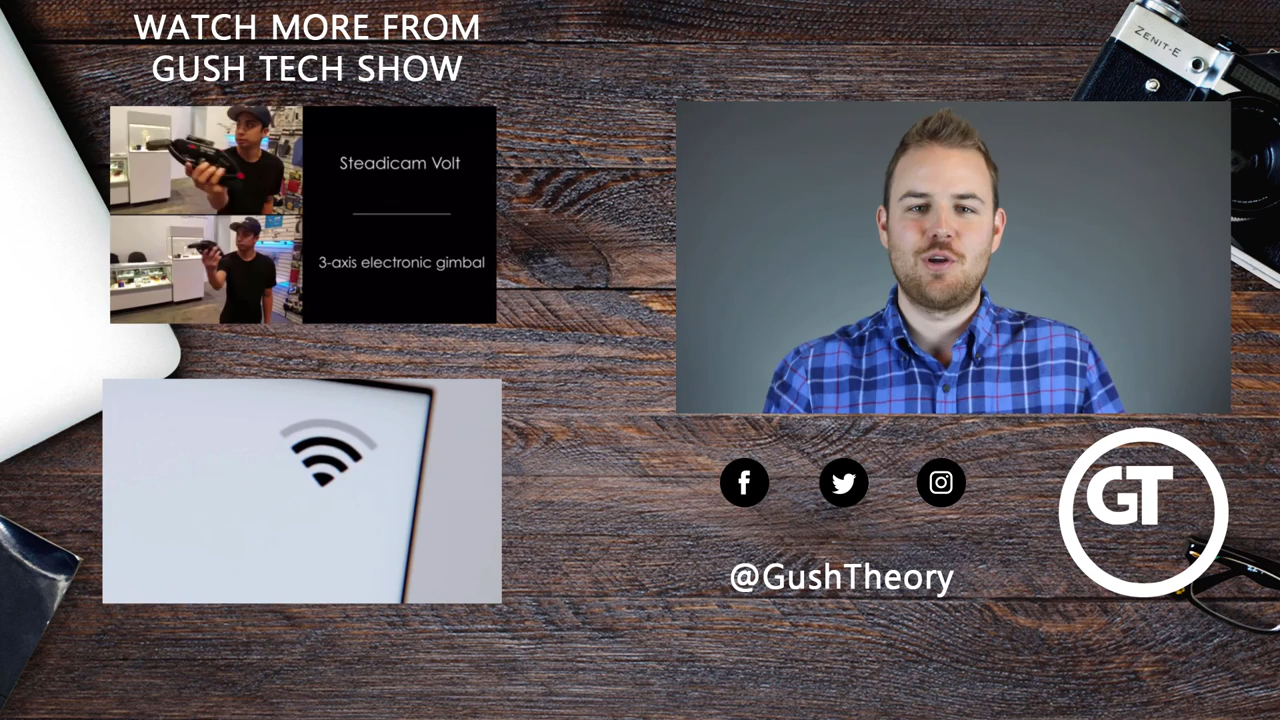 WATCH MORE FROM
GUSH TECH SHOW
Steadicam Volt
3-axis electronic gimbal
ZENIT-E
@GushTheory
GT